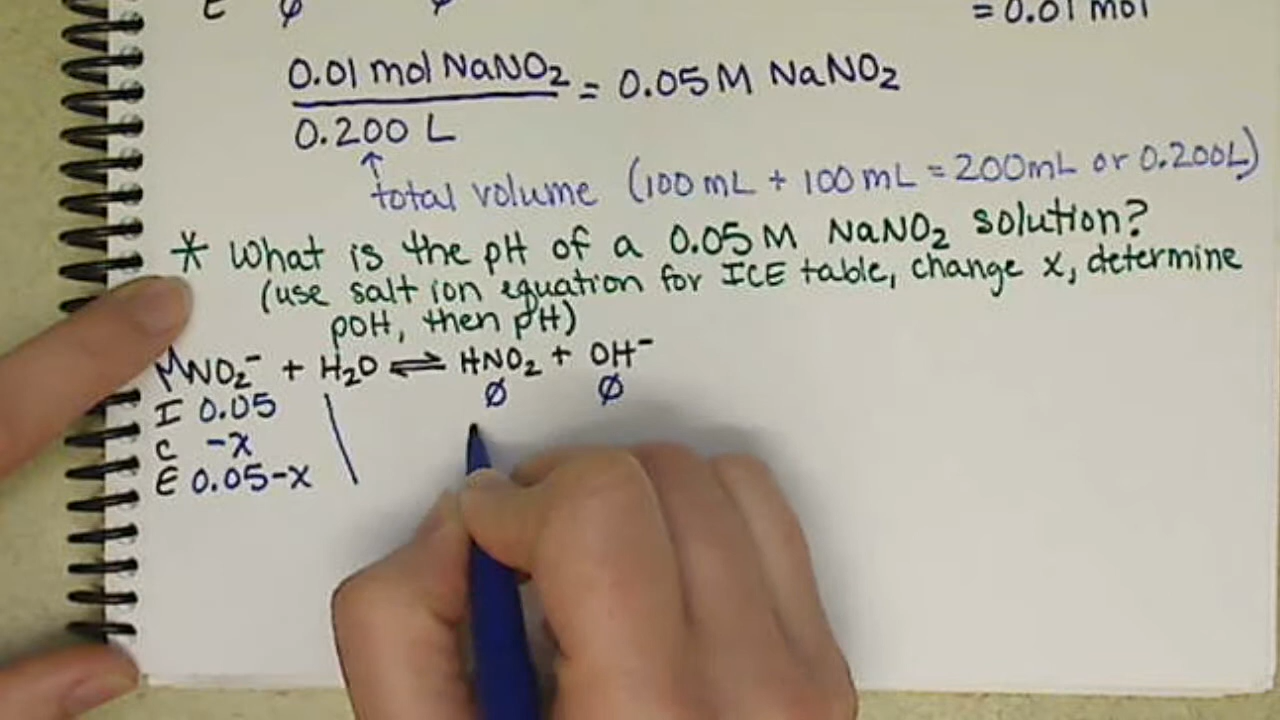 E ∅ ∅ = 0.01 mol
0.01 mol NaNO₂ = 0.05 M NaNO₂
0.200 L
↑
total volume (100 mL + 100 mL = 200mL or 0.200L)
* What is the pH of a 0.05 M NaNO₂ solution?
(use salt ion equation for ICE table, change x, determine
pOH, then pH)
M NO₂⁻ + H₂O ⇌ HNO₂ + OH⁻
I 0.05 ∅ ∅
C -x
E 0.05-x